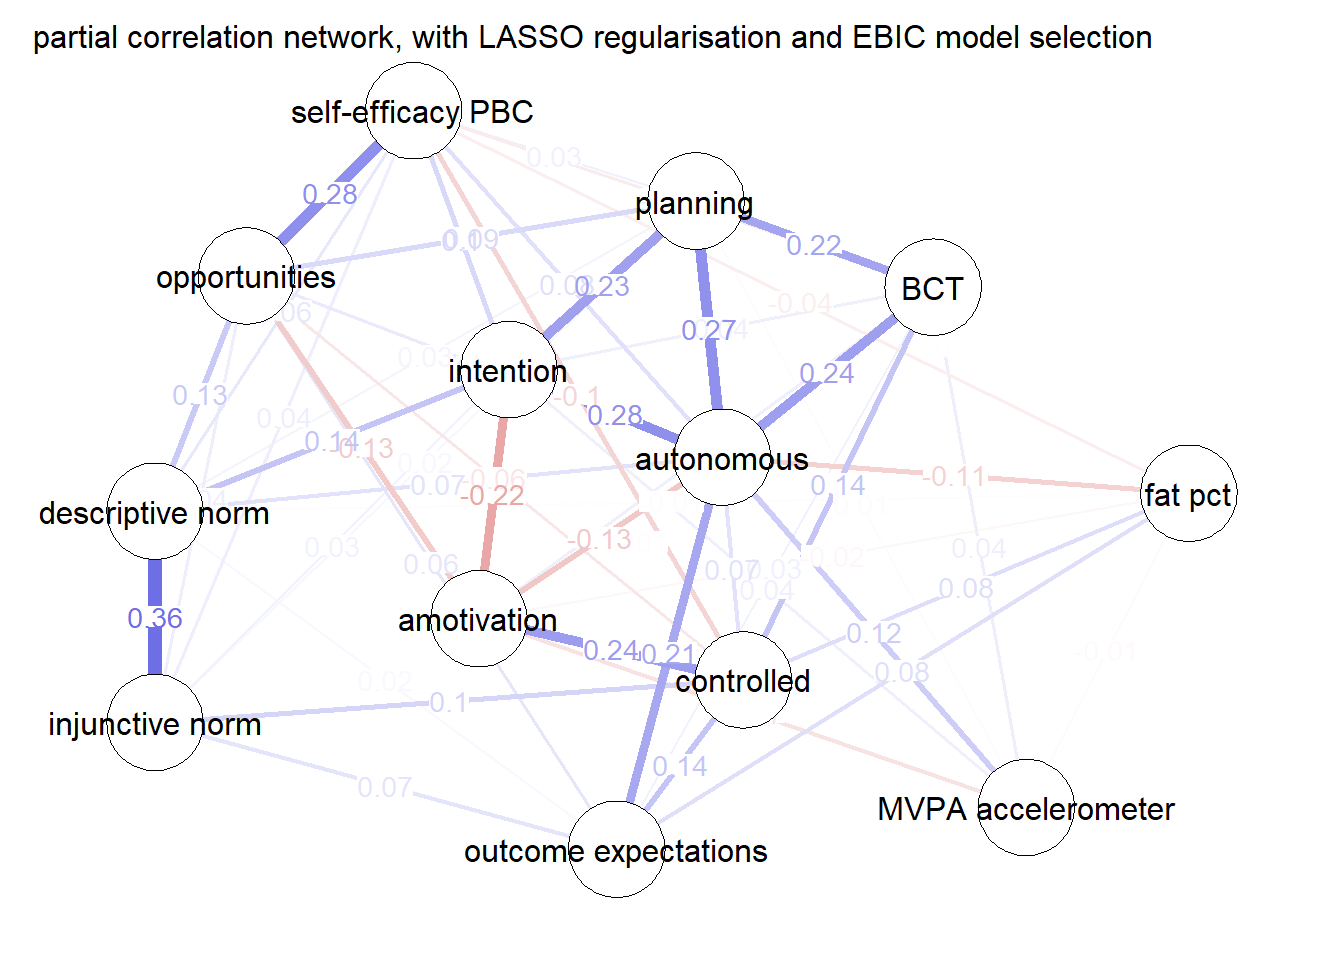 partial correlation network, with LASSO regularisation and EBIC model selection
self-efficacy PBC
0.03
0.28
planning
0.19
0.22
opportunities
BCT
0.23
-0.04
0.27
0.03
intention
0.24
0.13
-0.1
0.28
0.04
0.14
0.13
autonomous
0.02
-0.06
-0.11
0.07
0.14
-0.22
fat pct
descriptive norm
-0.13
0.03
0.04
-0.02
0.06
0.07
0.03
0.04
0.08
0.36
amotivation
0.12
0.24
0.21
-0.01
0.08
0.02
controlled
0.1
injunctive norm
0.14
0.07
MVPA accelerometer
outcome expectations